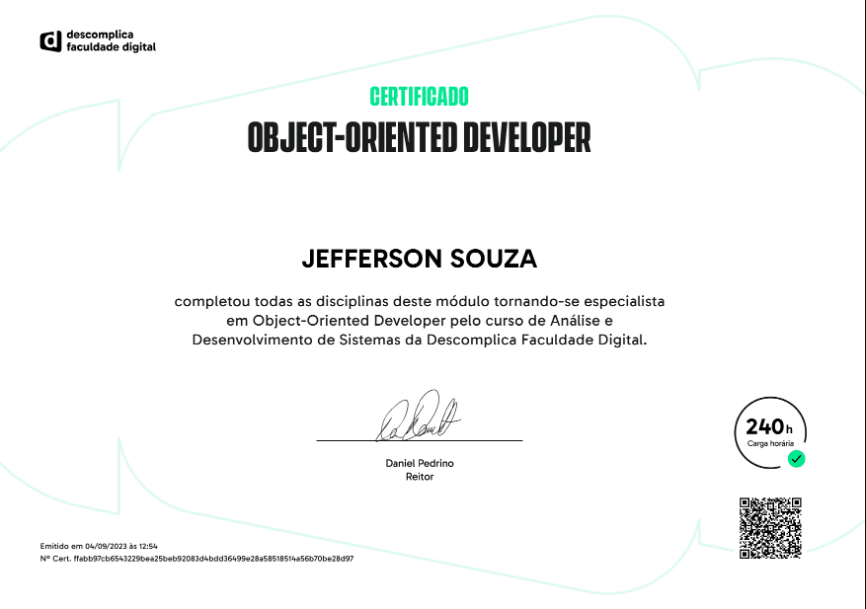 descomplica
faculdade digital
CERTIFICADO
OBJECT-ORIENTED DEVELOPER
JEFFERSON SOUZA
completou todas as disciplinas deste módulo tornando-se especialista
em Object-Oriented Developer pelo curso de Análise e
Desenvolvimento de Sistemas da Descomplica Faculdade Digital.
Daniel Pedrino
Reitor
240h
Carga horária
Emitido em 04/09/2023 às 12:54
Nº Cert. ffabb97cb6543229bea25beb92083d4bdd36499e28a58518514a56b70be28d97